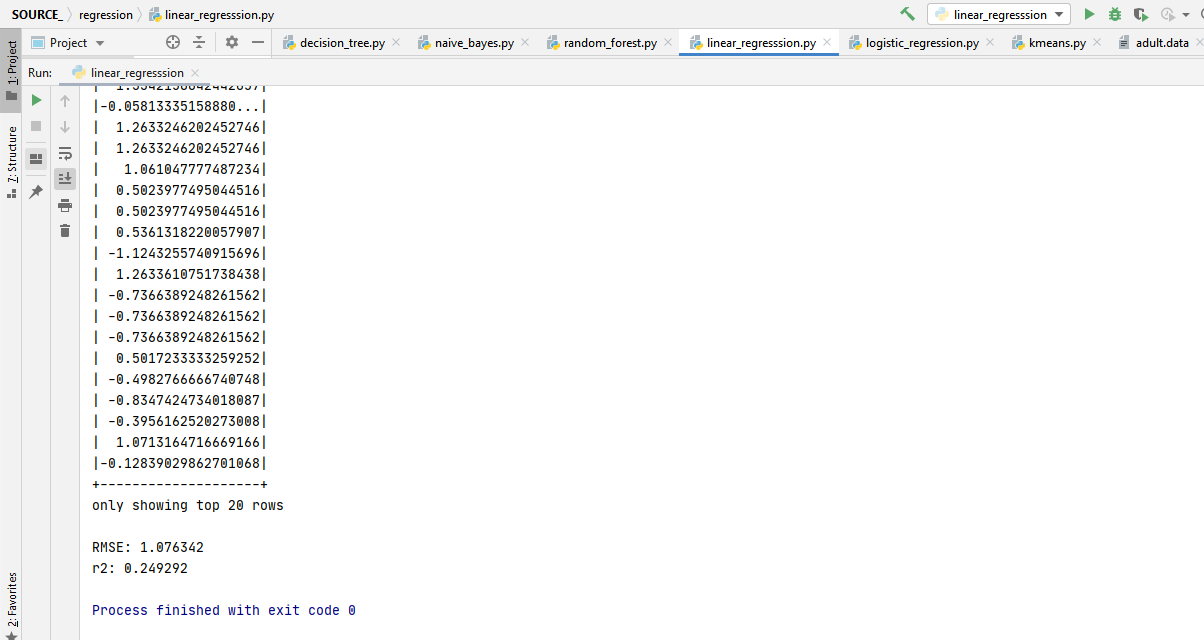 SOURCE_ regression linear_regresssion.py linear_regresssion
Project decision_tree.py naive_bayes.py random_forest.py linear_regresssion.py logistic_regression.py kmeans.py adult.data
1: Project
Run: linear_regresssion
7: Structure
|-0.05813335158880...|
| 1.2633246202452746|
| 1.2633246202452746|
| 1.061047777487234|
| 0.5023977495044516|
| 0.5023977495044516|
| 0.5361318220057907|
| -1.1243255740915696|
| 1.2633610751738438|
| -0.7366389248261562|
| -0.7366389248261562|
| -0.7366389248261562|
| 0.5017233333259252|
| -0.4982766666740748|
| -0.8347424734018087|
| -0.3956162520273008|
| 1.0713164716669166|
|-0.12839029862701068|
+--------------------+
only showing top 20 rows
RMSE: 1.076342
r2: 0.249292
Process finished with exit code 0
2: Favorites